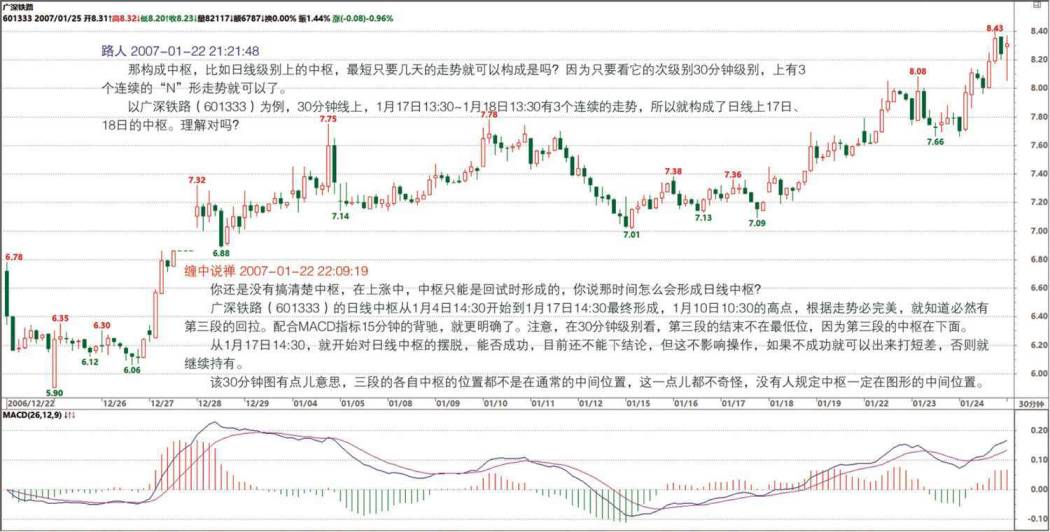 广深铁路
601333 2007/01/25 开8.31↑高8.32↓低8.20↑收8.23↓量82117↓额6787↓换0.00% 振1.44% 涨(-0.08)-0.96%
8.43
8.40
路人 2007-01-22 21:21:48
那构成中枢，比如日线级别上的中枢，最短只要几天的走势就可以构成是吗？因为只要看它的次级别30分钟级别，上有3
个连续的“N”形走势就可以了。
8.20
8.08
8.00
以广深铁路（601333）为例，30分钟线上，1月17日13:30~1月18日13:30有3个连续的走势，所以就构成了日线上17日、
18日的中枢。理解对吗？
7.75
7.78
7.80
7.66
7.60
7.32
7.38
7.36
7.40
7.14
7.13
7.09
7.20
7.01
7.00
6.88
6.78
6.80
缠中说禅 2007-01-22 22:09:19
你还是没有搞清楚中枢，在上涨中，中枢只能是回试时形成的，你说那时间怎么会形成日线中枢？
6.60
广深铁路（601333）的日线中枢从1月4日14:30开始到1月17日14:30最终形成，1月10日10:30的高点，根据走势必完美，就知道必然有
第三段的回拉。配合MACD指标15分钟的背驰，就更明确了。注意，在30分钟级别看，第三段的结束不在最低位，因为第三段的中枢在下面。
6.35
6.30
6.40
从1月17日14:30，就开始对日线中枢的摆脱，能否成功，目前还不能下结论，但这不影响操作，如果不成功就可以出来打短差，否则就
继续持有。
6.12
6.06
6.20
该30分钟图有点儿意思，三段的各自中枢的位置都不是在通常的中间位置，这一点儿都不奇怪，没有人规定中枢一定在图形的中间位置。
5.90
6.00
2006/12/22 12/26 12/27 12/28 12/29 01/04 01/05 01/08 01/09 01/10 01/11 01/12 01/15 01/16 01/17 01/18 01/19 01/22 01/23 01/24 30分钟
MACD(26,12,9) ↓↑↓
0.20
0.10
0.00
-0.10